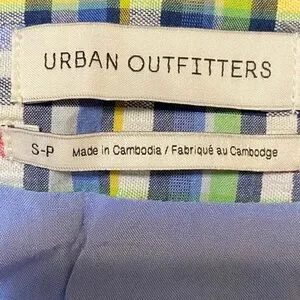 URBAN OUTFITTERS
S-P Made in Cambodia / Fabriqué au Cambodge